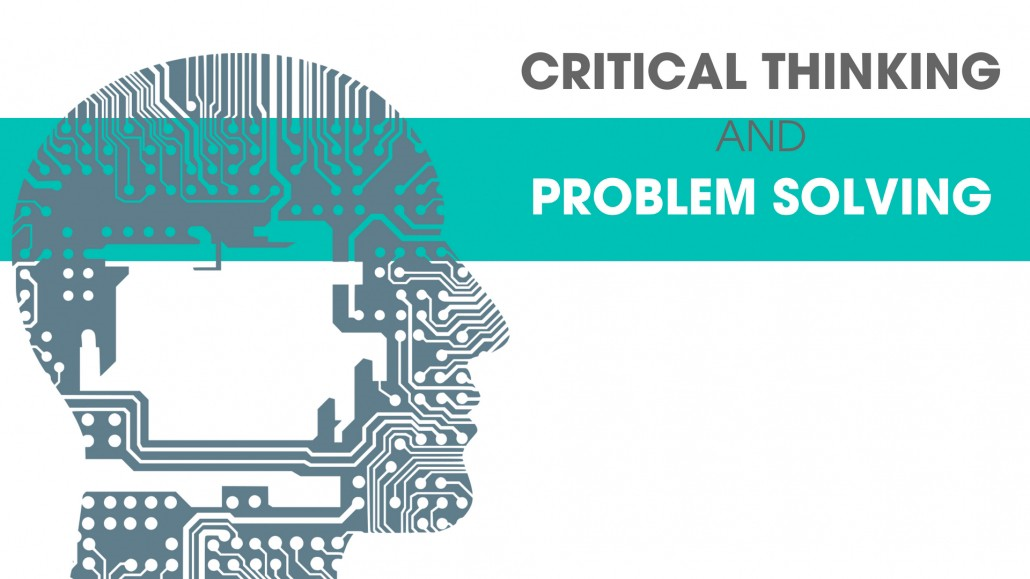 CRITICAL THINKING
AND
PROBLEM SOLVING